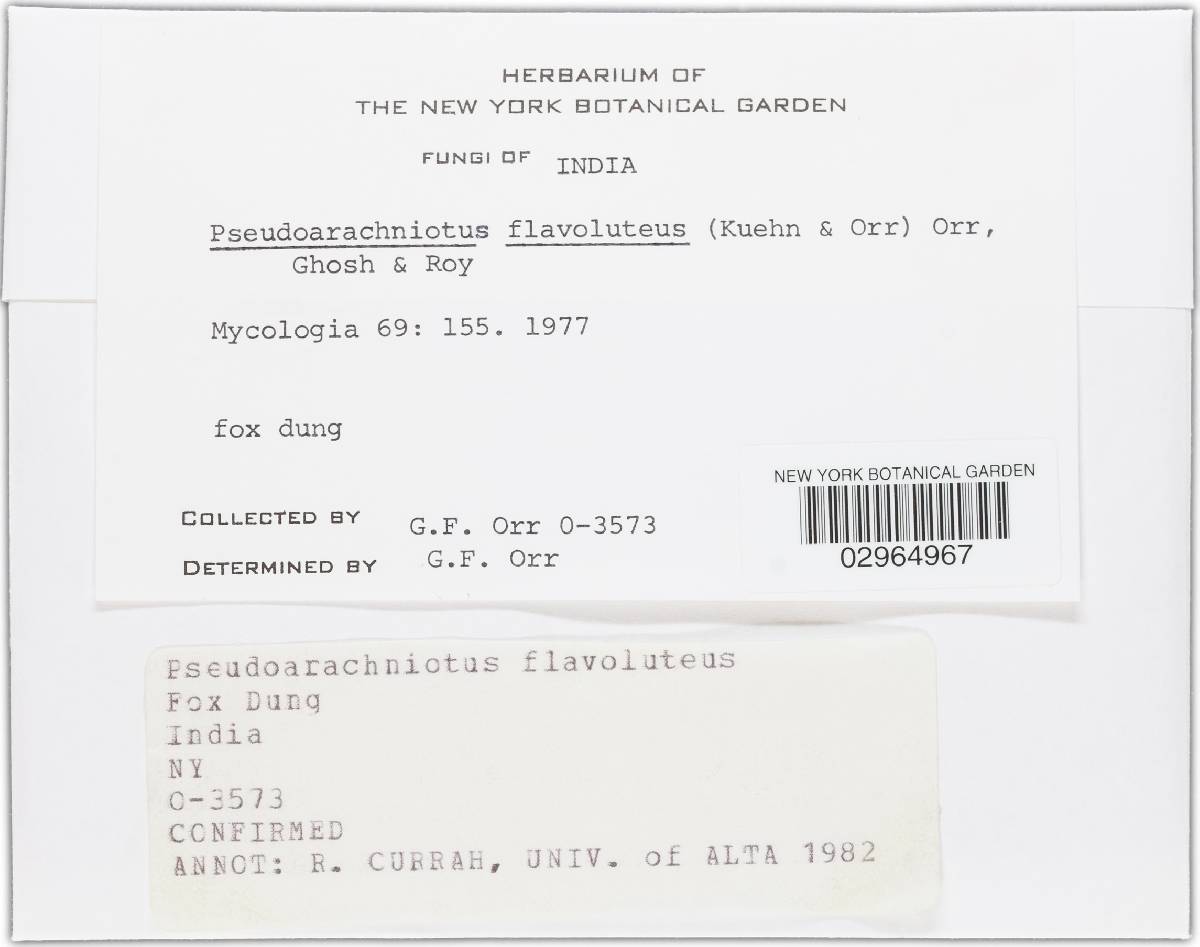 HERBARIUM OF
THE NEW YORK BOTANICAL GARDEN
FUNGI OF INDIA
Pseudoarachniotus flavoluteus (Kuehn & Orr) Orr,
Ghosh & Roy
Mycologia 69: 155. 1977
fox dung
NEW YORK BOTANICAL GARDEN
02964967
COLLECTED BY G.F. Orr O-3573
DETERMINED BY G.F. Orr
Pseudoarachniotus flavoluteus
Fox Dung
India
NY
O-3573
CONFIRMED
ANNOT: R. CURRAH, UNIV. of ALTA 1982